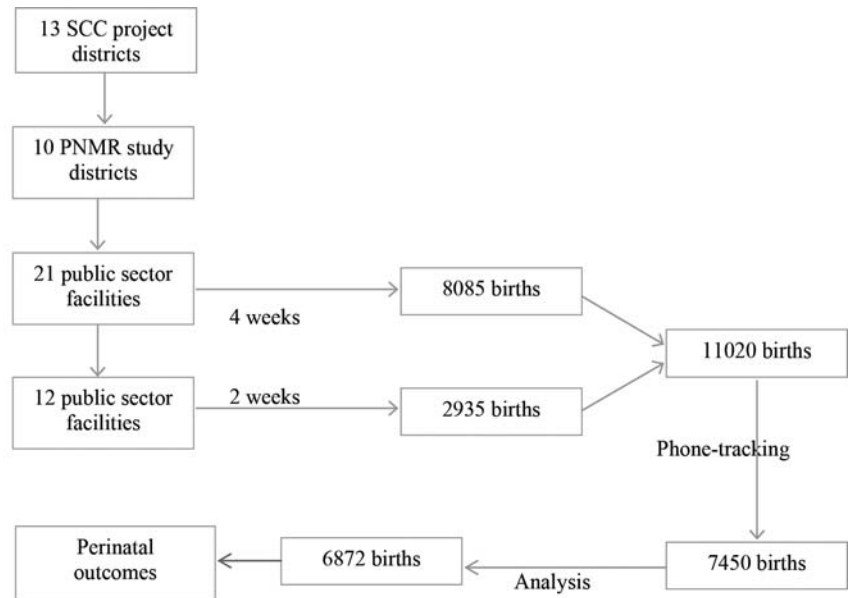 13 SCC project
districts
10 PNMR study
districts
21 public sector
facilities
4 weeks
8085 births
11020 births
12 public sector
facilities
2 weeks
2935 births
Phone-tracking
Perinatal
outcomes
6872 births
Analysis
7450 births